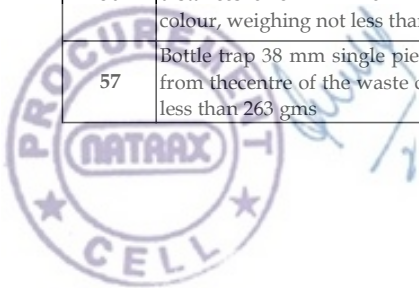 colour, weighing not less than
57
Bottle trap 38 mm single pie
from thecentre of the waste
less than 263 gms
PROCUREMENT
NATRAX
CELL